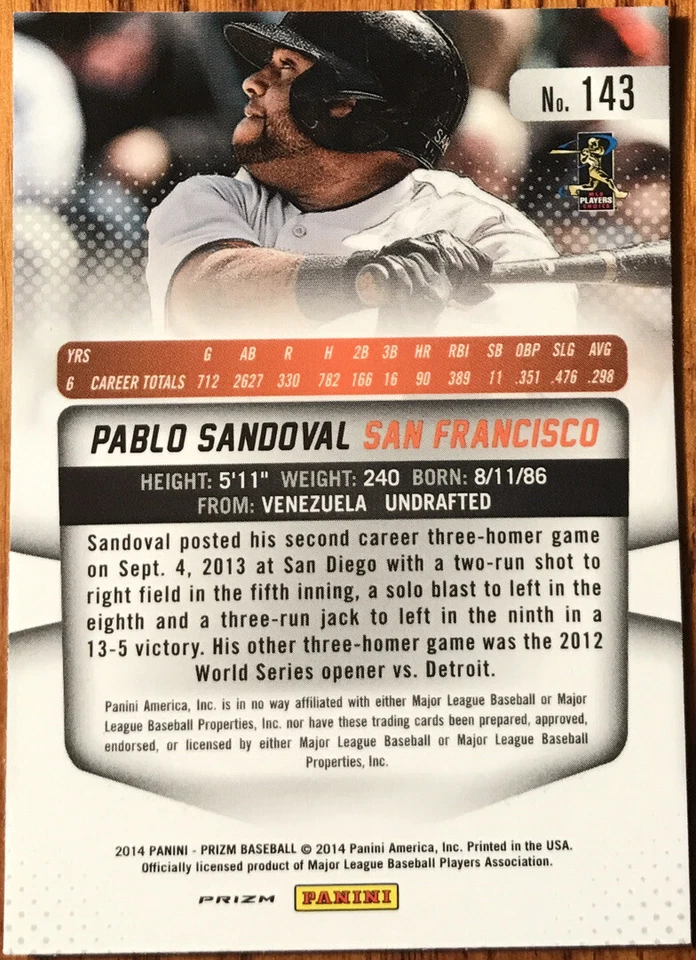 No. 143
MLB
PLAYERS
CHOICE
YRS G AB R H 2B 3B HR RBI SB OBP SLG AVG
6 CAREER TOTALS 712 2627 330 782 166 16 90 389 11 .351 .476 .298
PABLO SANDOVAL SAN FRANCISCO
HEIGHT: 5'11" WEIGHT: 240 BORN: 8/11/86
FROM: VENEZUELA UNDRAFTED
Sandoval posted his second career three-homer game
on Sept. 4, 2013 at San Diego with a two-run shot to
right field in the fifth inning, a solo blast to left in the
eighth and a three-run jack to left in the ninth in a
13-5 victory. His other three-homer game was the 2012
World Series opener vs. Detroit.
Panini America, Inc. is in no way affiliated with either Major League Baseball or Major
League Baseball Properties, Inc. nor have these trading cards been prepared, approved,
endorsed, or licensed by either Major League Baseball or Major League Baseball
Properties, Inc.
2014 PANINI - PRIZM BASEBALL © 2014 Panini America, Inc. Printed in the USA.
Officially licensed product of Major League Baseball Players Association.
PRIZM PANINI